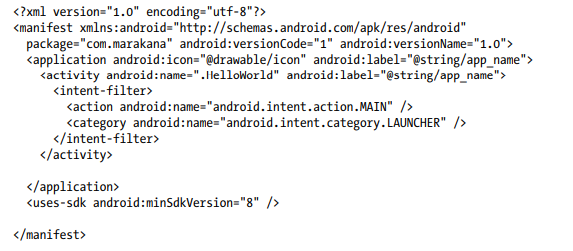 <?xml version="1.0" encoding="utf-8"?>
<manifest xmlns:android="http://schemas.android.com/apk/res/android"
package="com.marakana" android:versionCode="1" android:versionName="1.0">
<application android:icon="@drawable/icon" android:label="@string/app_name">
<activity android:name=".HelloWorld" android:label="@string/app_name">
<intent-filter>
<action android:name="android.intent.action.MAIN" />
<category android:name="android.intent.category.LAUNCHER" />
</intent-filter>
</activity>
</application>
<uses-sdk android:minSdkVersion="8" />
</manifest>